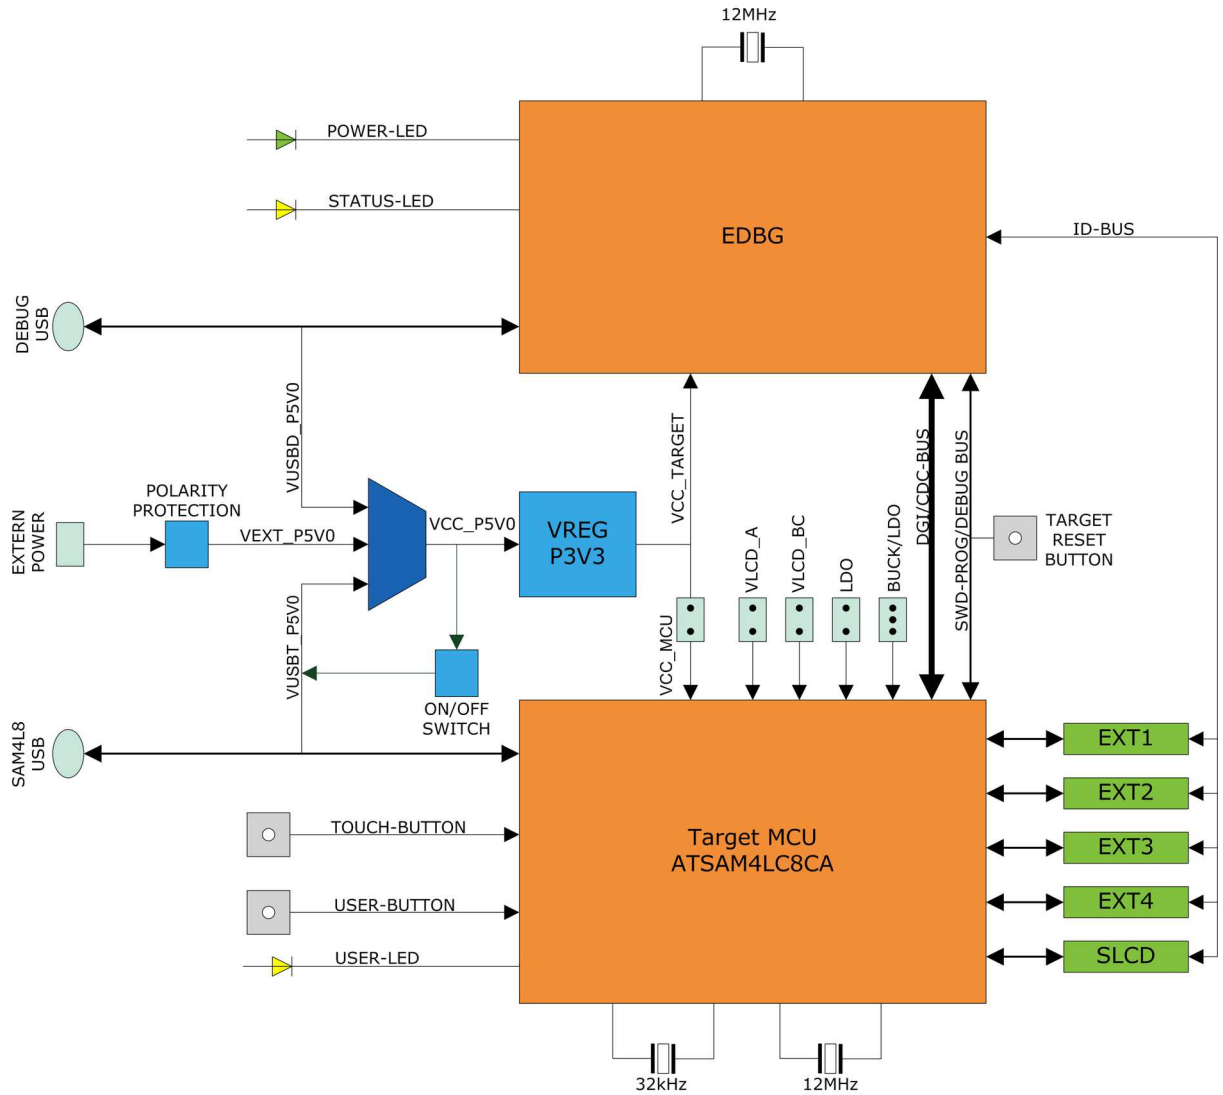 12MHz
POWER-LED
STATUS-LED
EDBG
ID-BUS
DEBUG
USB
VUSBD_P5V0
VCC_TARGET
DGI/CDC-BUS
SWD-PROG/DEBUG BUS
POLARITY
PROTECTION
EXTERN
POWER
VEXT_P5V0
VCC_P5V0
VREG
P3V3
VLCD_A
VLCD_BC
LDO
BUCK/LDO
TARGET
RESET
BUTTON
VUSBT_P5V0
VCC_MCU
ON/OFF
SWITCH
SAM4L8
USB
EXT1
EXT2
EXT3
EXT4
SLCD
TOUCH-BUTTON
USER-BUTTON
USER-LED
Target MCU
ATSAM4LC8CA
32kHz
12MHz